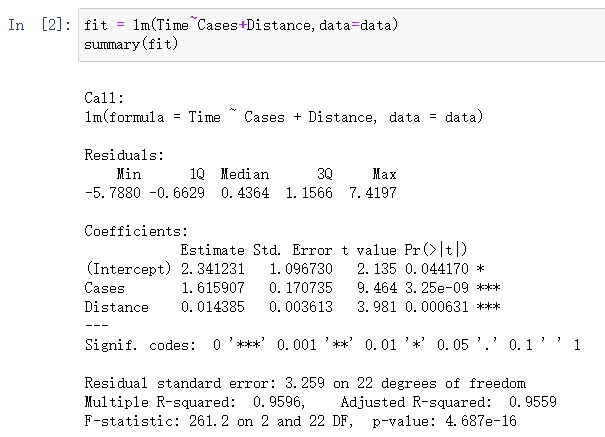 In [2]: fit = lm(Time~Cases+Distance,data=data)
summary(fit)
Call:
lm(formula = Time ~ Cases + Distance, data = data)
Residuals:
    Min      1Q  Median      3Q     Max
-5.7880 -0.6629  0.4364  1.1566  7.4197
Coefficients:
            Estimate Std. Error t value Pr(>|t|)
(Intercept) 2.341231   1.096730   2.135 0.044170 *
Cases       1.615907   0.170735   9.464 3.25e-09 ***
Distance    0.014385   0.003613   3.981 0.000631 ***
---
Signif. codes:  0 '***' 0.001 '**' 0.01 '*' 0.05 '.' 0.1 ' ' 1
Residual standard error: 3.259 on 22 degrees of freedom
Multiple R-squared:  0.9596,    Adjusted R-squared:  0.9559
F-statistic: 261.2 on 2 and 22 DF,  p-value: 4.687e-16